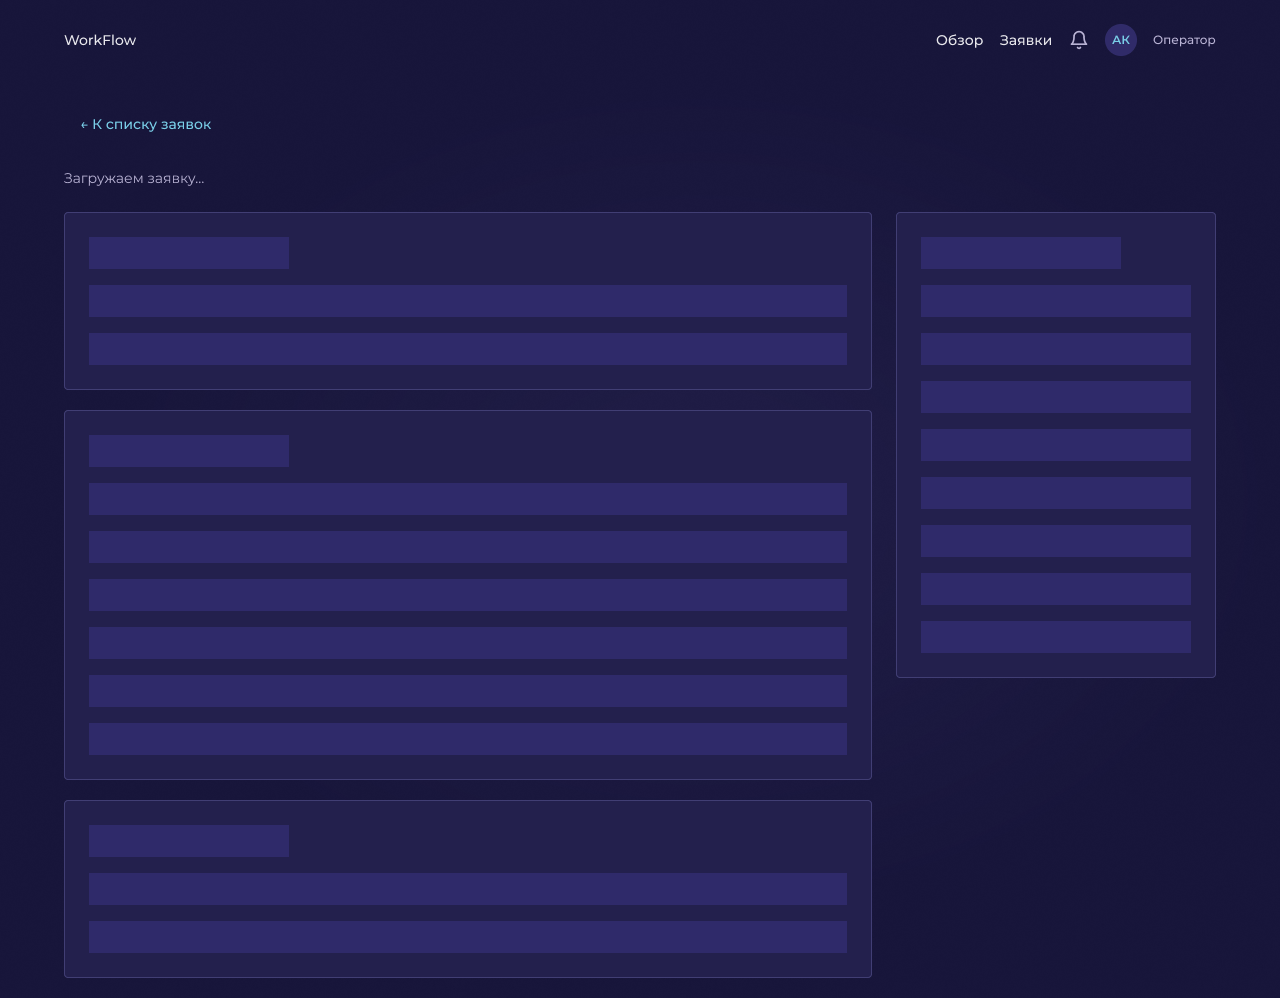 WorkFlow
Обзор Заявки АК Оператор
← К списку заявок
Загружаем заявку...